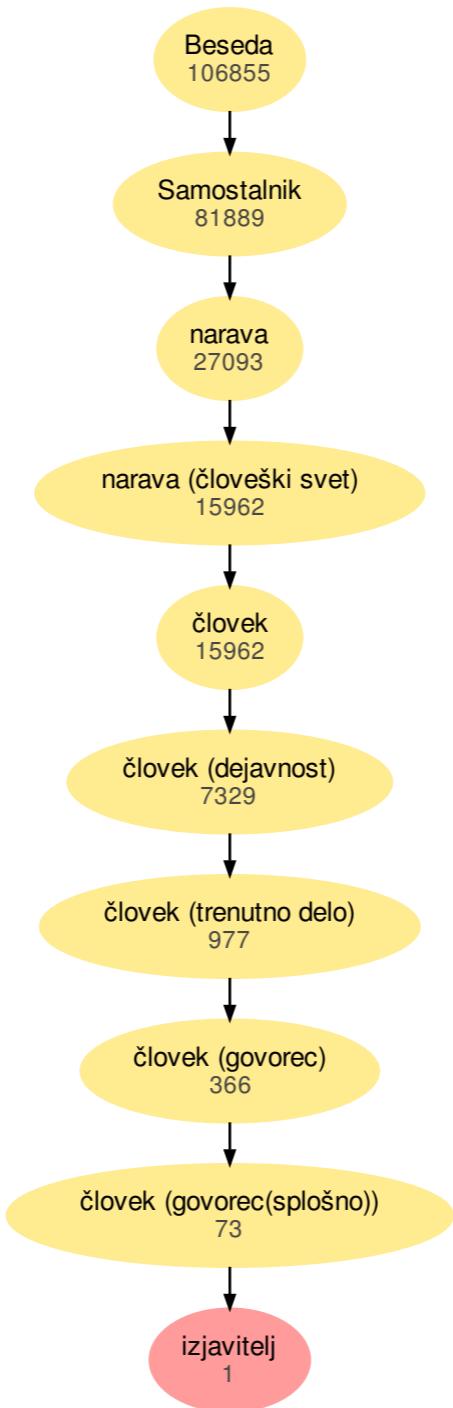 Beseda
106855
Samostalnik
81889
narava
27093
narava (človeški svet)
15962
človek
15962
človek (dejavnost)
7329
človek (trenutno delo)
977
človek (govorec)
366
človek (govorec(splošno))
73
izjavitelj
1